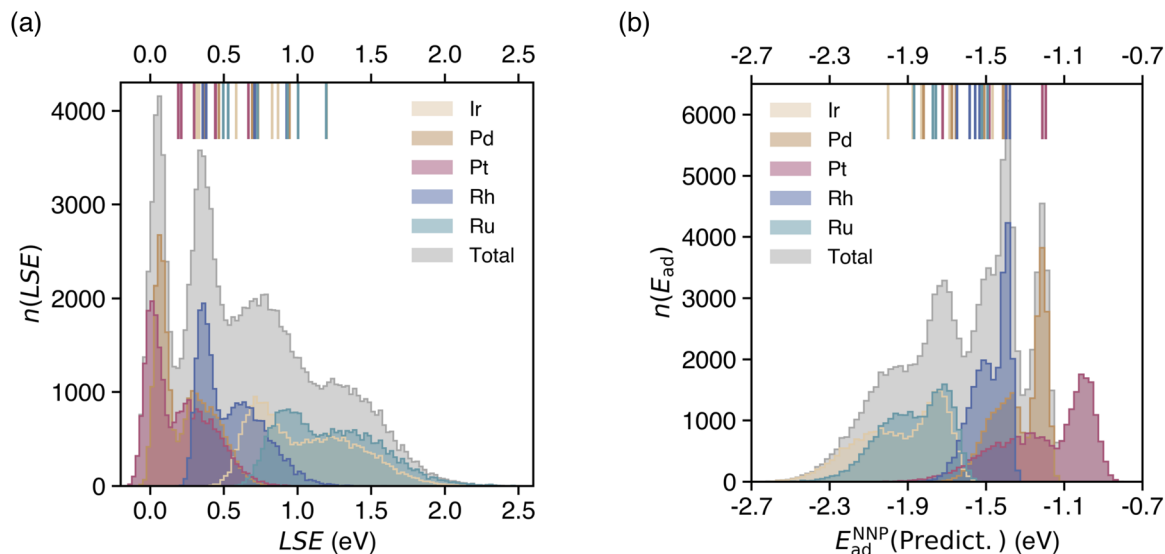 (a)
0.0 0.5 1.0 1.5 2.0 2.5
4000
3000
2000
1000
0
n(LSE)
Ir
Pd
Pt
Rh
Ru
Total
0.0 0.5 1.0 1.5 2.0 2.5
LSE (eV)
(b)
-2.7 -2.3 -1.9 -1.5 -1.1 -0.7
6000
5000
4000
3000
2000
1000
0
n(E_ad)
Ir
Pd
Pt
Rh
Ru
Total
-2.7 -2.3 -1.9 -1.5 -1.1 -0.7
E_ad^NNP(Predict.) (eV)